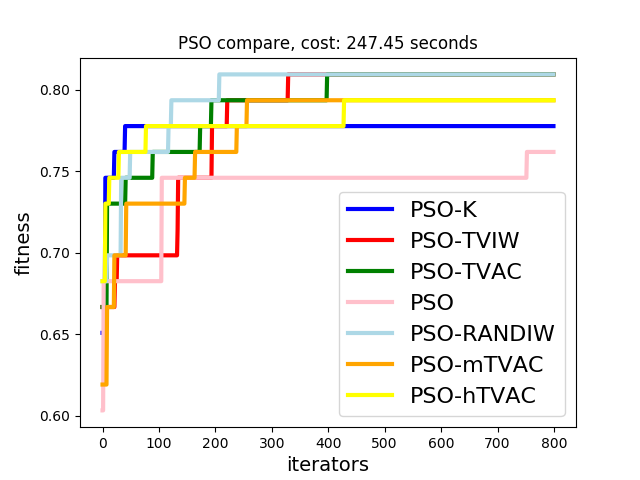 PSO compare, cost: 247.45 seconds
0.80
0.75
0.70
0.65
0.60
fitness
PSO-K
PSO-TVIW
PSO-TVAC
PSO
PSO-RANDIW
PSO-mTVAC
PSO-hTVAC
0 100 200 300 400 500 600 700 800
iterators